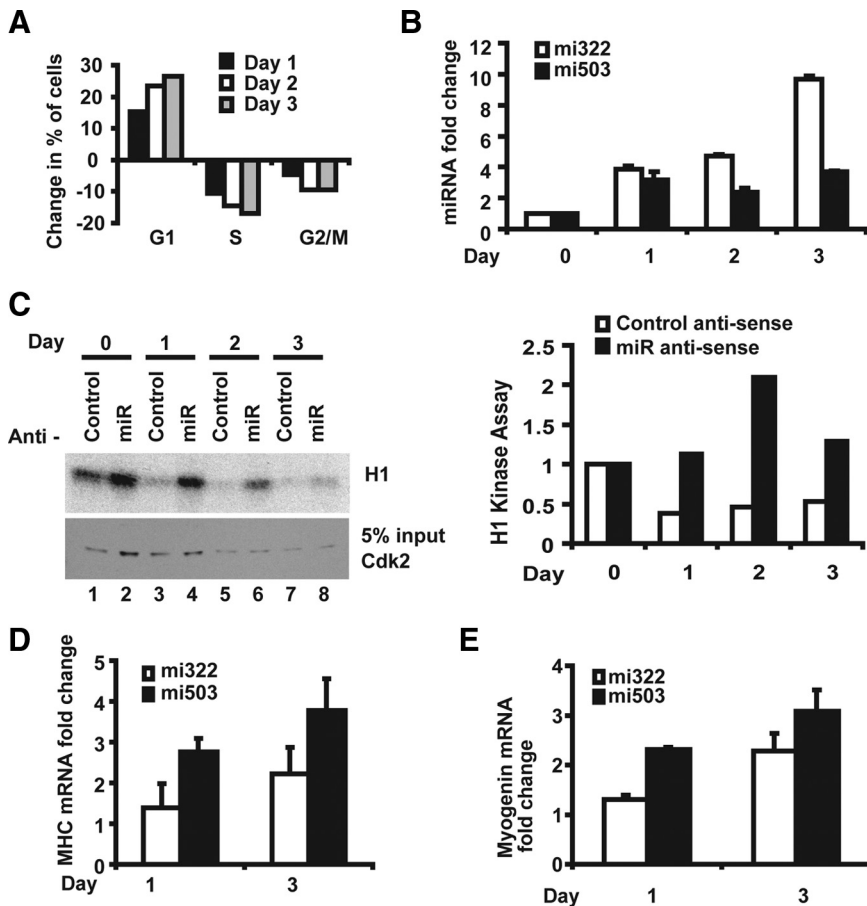 A
Change in % of cells
30
20
10
0
-10
-20
Day 1
Day 2
Day 3
G1 S G2/M
B
miRNA fold change
12
10
8
6
4
2
0
mi322
mi503
Day 0 1 2 3
C
Day 0 1 2 3
Anti - Control miR Control miR Control miR Control miR
H1
5% input
Cdk2
1 2 3 4 5 6 7 8
H1 Kinase Assay
Control anti-sense
miR anti-sense
2.5
2
1.5
1
0.5
0
Day 0 1 2 3
D
MHC mRNA fold change
5
4
3
2
1
0
mi322
mi503
Day 1 3
E
Myogenin mRNA
fold change
4
3
2
1
0
mi322
mi503
Day 1 3